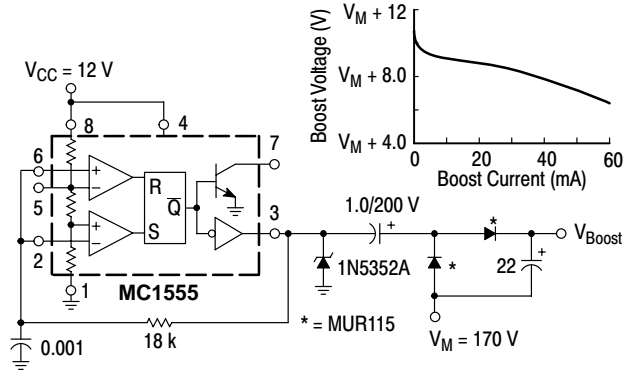 V_CC = 12 V
8
4
6
5
2
1
7
3
+
−
+
−
R
S
Q̅
MC1555
0.001
18 k
1N5352A
1.0/200 V
+
*
*
* = MUR115
+
22
V_Boost
V_M = 170 V
Boost Voltage (V)
V_M + 12
V_M + 8.0
V_M + 4.0
0
20
40
60
Boost Current (mA)